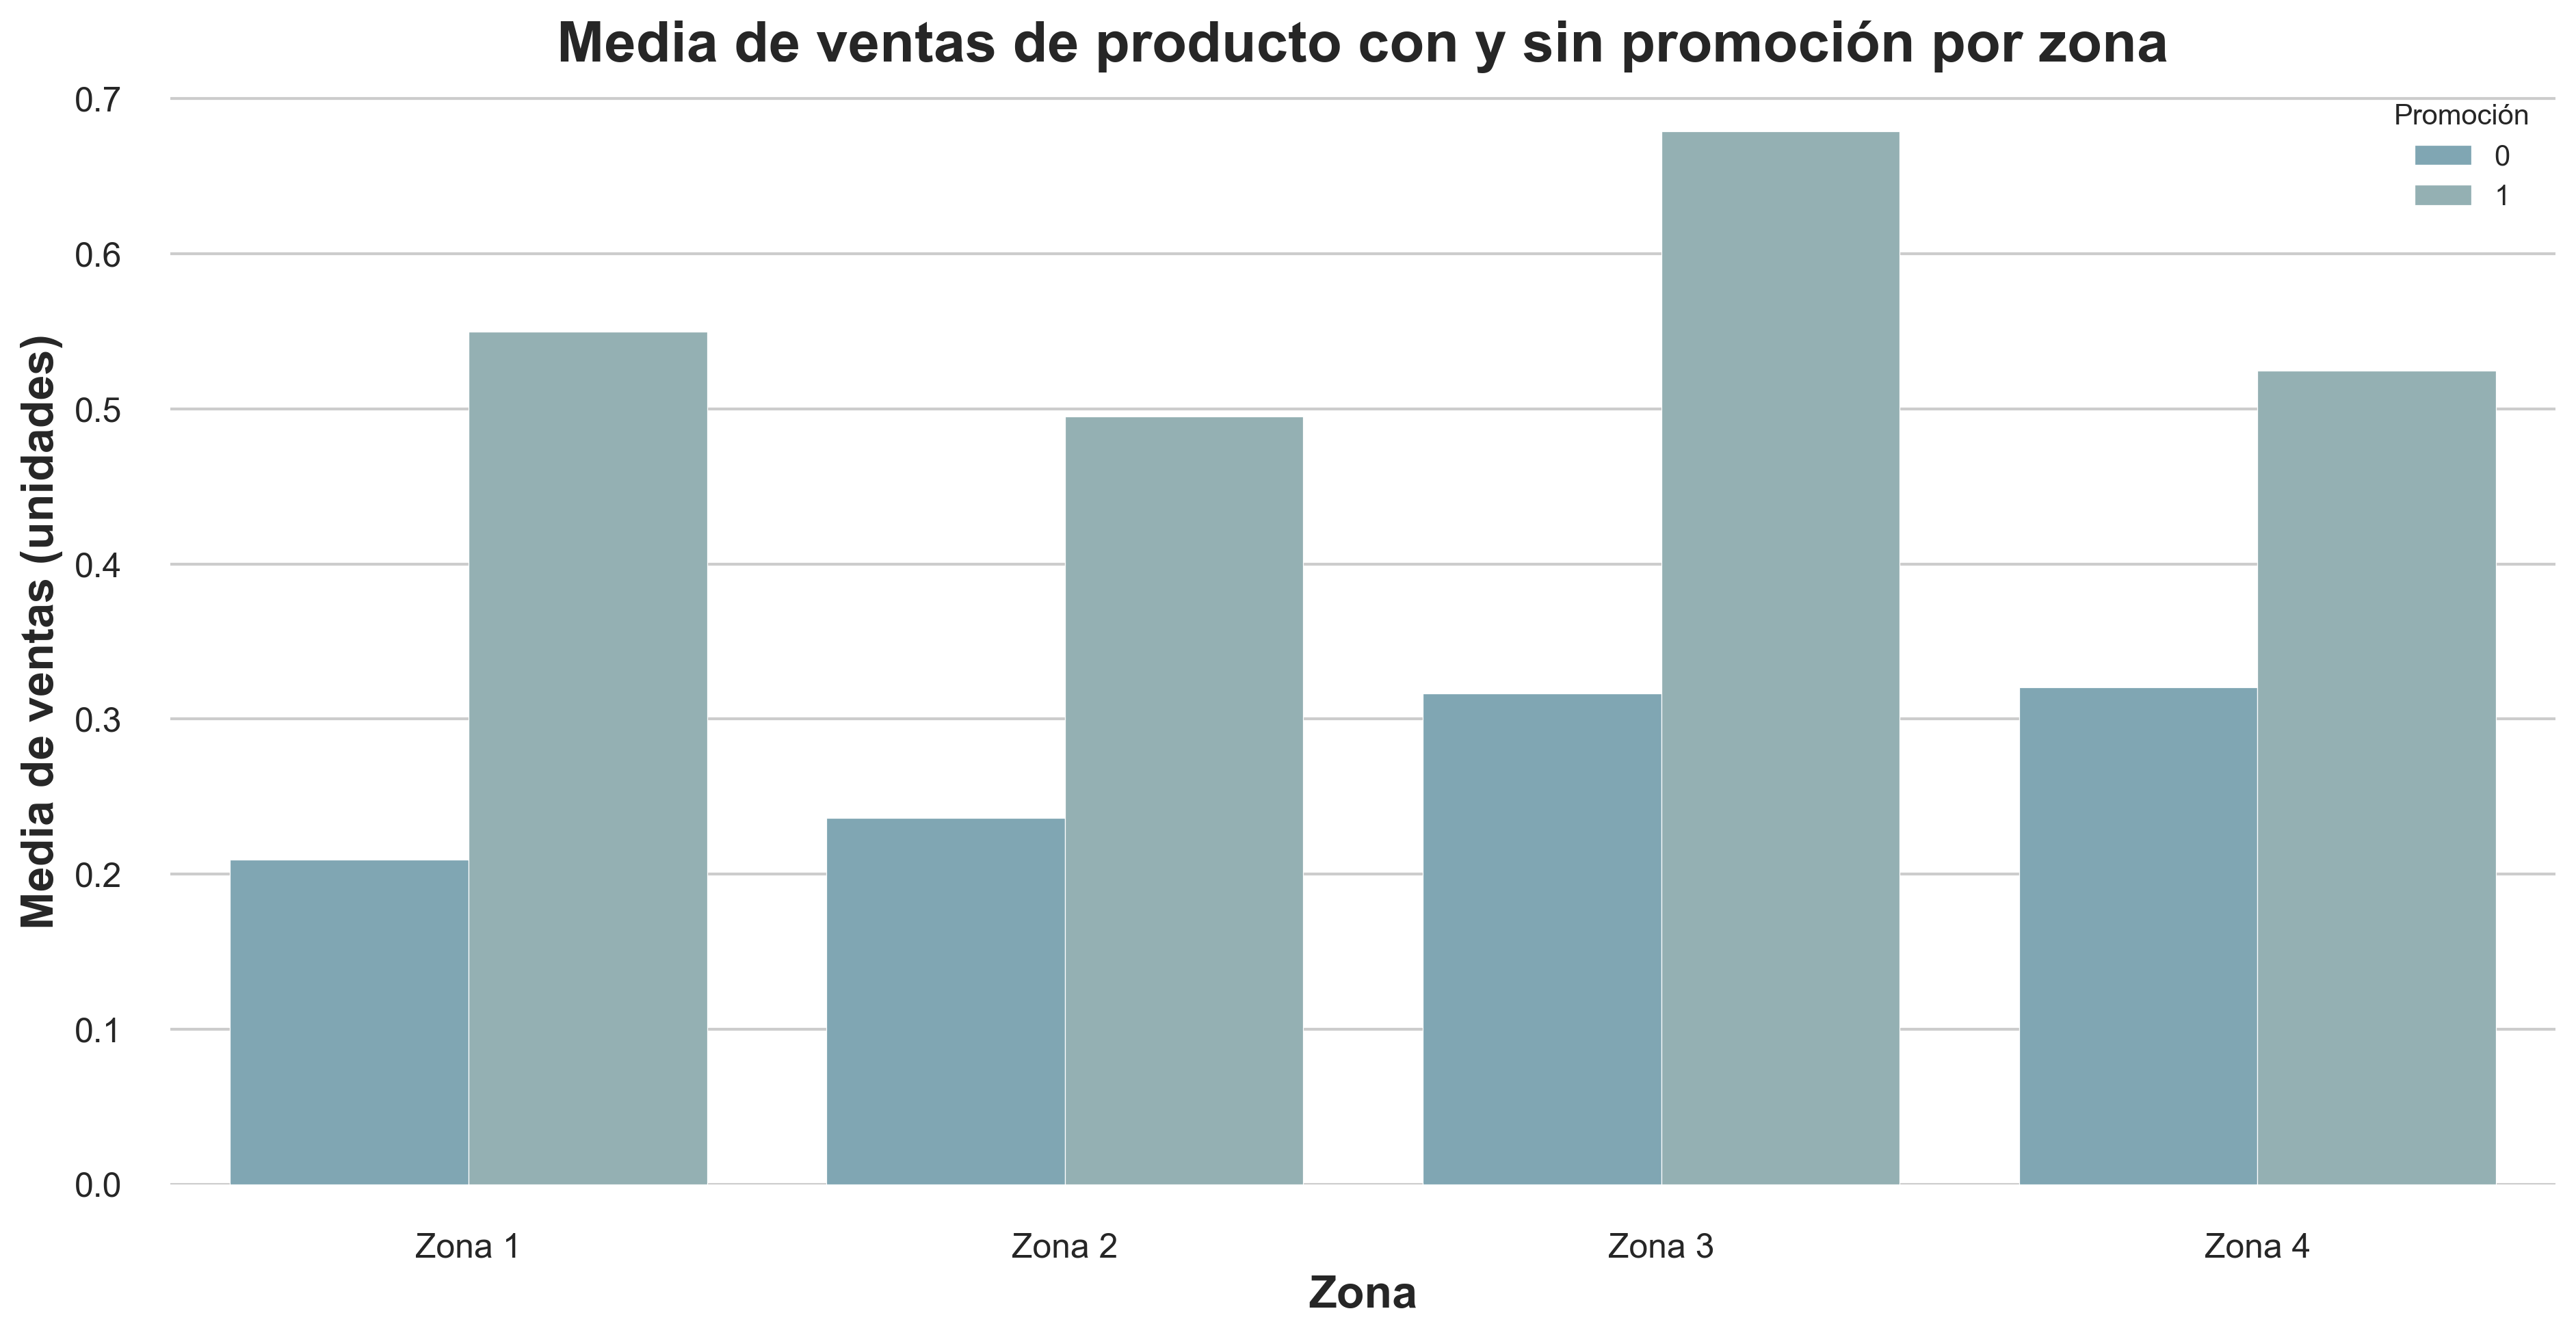 Media de ventas de producto con y sin promoción por zona
Media de ventas (unidades)
0.7
0.6
0.5
0.4
0.3
0.2
0.1
0.0
Promoción
0
1
Zona 1
Zona 2
Zona 3
Zona 4
Zona